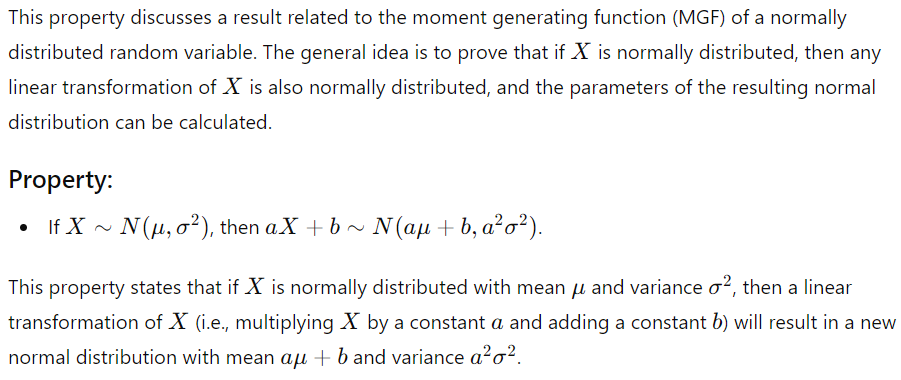 This property discusses a result related to the moment generating function (MGF) of a normally
distributed random variable. The general idea is to prove that if X is normally distributed, then any
linear transformation of X is also normally distributed, and the parameters of the resulting normal
distribution can be calculated.
Property:
• If X ∼ N(μ, σ²), then aX + b ∼ N(aμ + b, a²σ²).
This property states that if X is normally distributed with mean μ and variance σ², then a linear
transformation of X (i.e., multiplying X by a constant a and adding a constant b) will result in a new
normal distribution with mean aμ + b and variance a²σ².